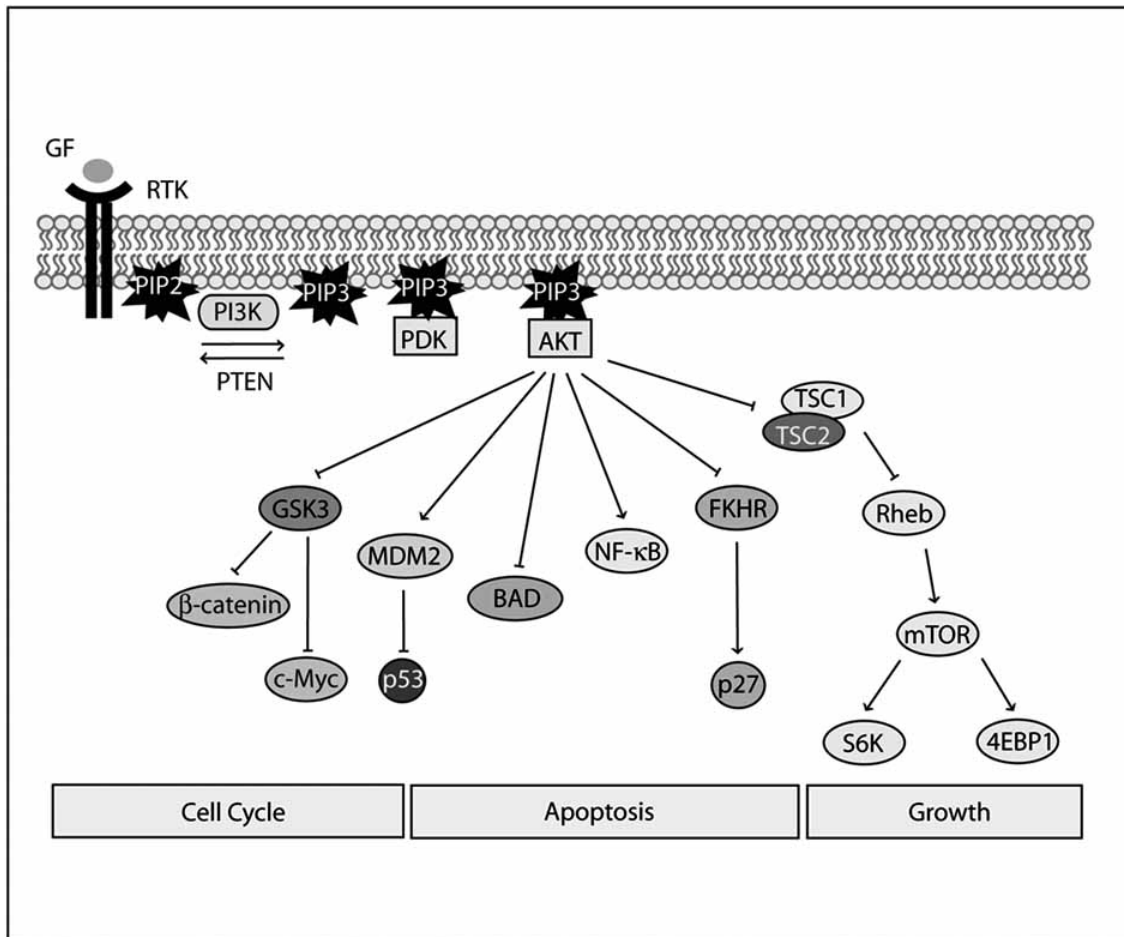 GF
RTK
PIP2
PI3K
PTEN
PIP3
PIP3
PDK
PIP3
AKT
TSC1
TSC2
GSK3
MDM2
BAD
NF-κB
FKHR
Rheb
β-catenin
c-Myc
p53
p27
mTOR
S6K
4EBP1
Cell Cycle
Apoptosis
Growth